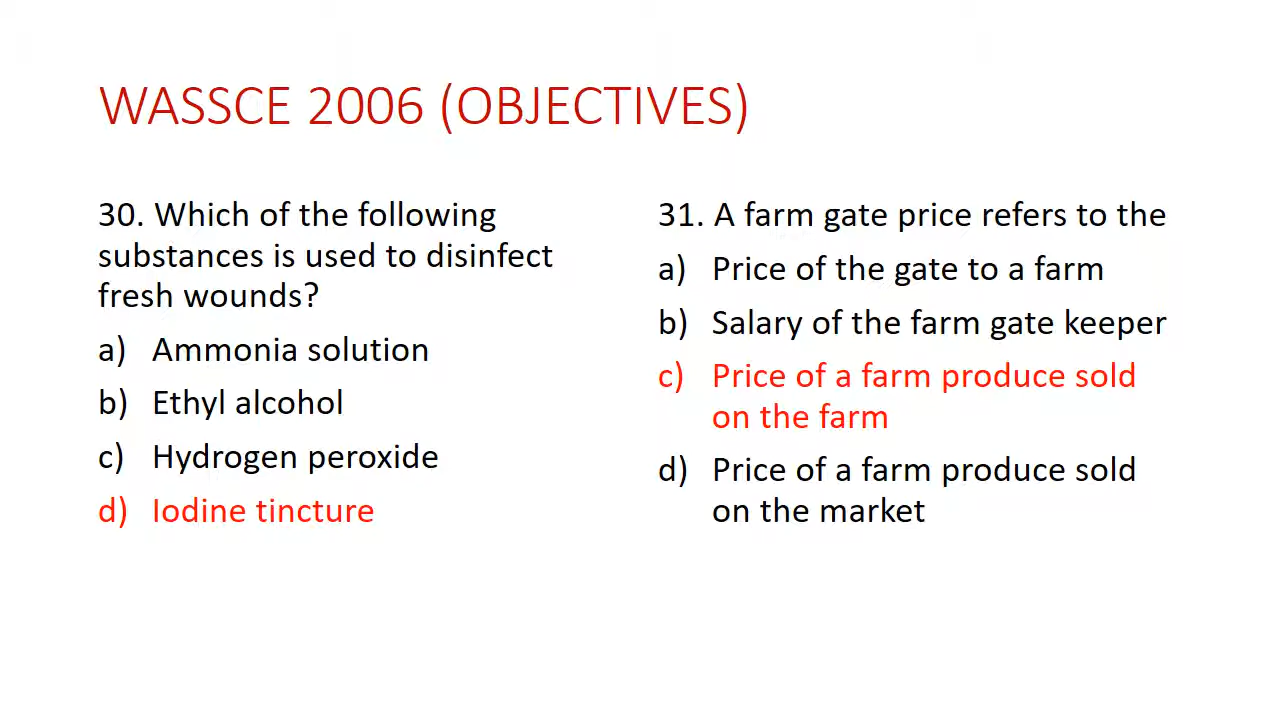 WASSCE 2006 (OBJECTIVES)
30. Which of the following
substances is used to disinfect
fresh wounds?
a) Ammonia solution
b) Ethyl alcohol
c) Hydrogen peroxide
d) Iodine tincture
31. A farm gate price refers to the
a) Price of the gate to a farm
b) Salary of the farm gate keeper
c) Price of a farm produce sold
on the farm
d) Price of a farm produce sold
on the market